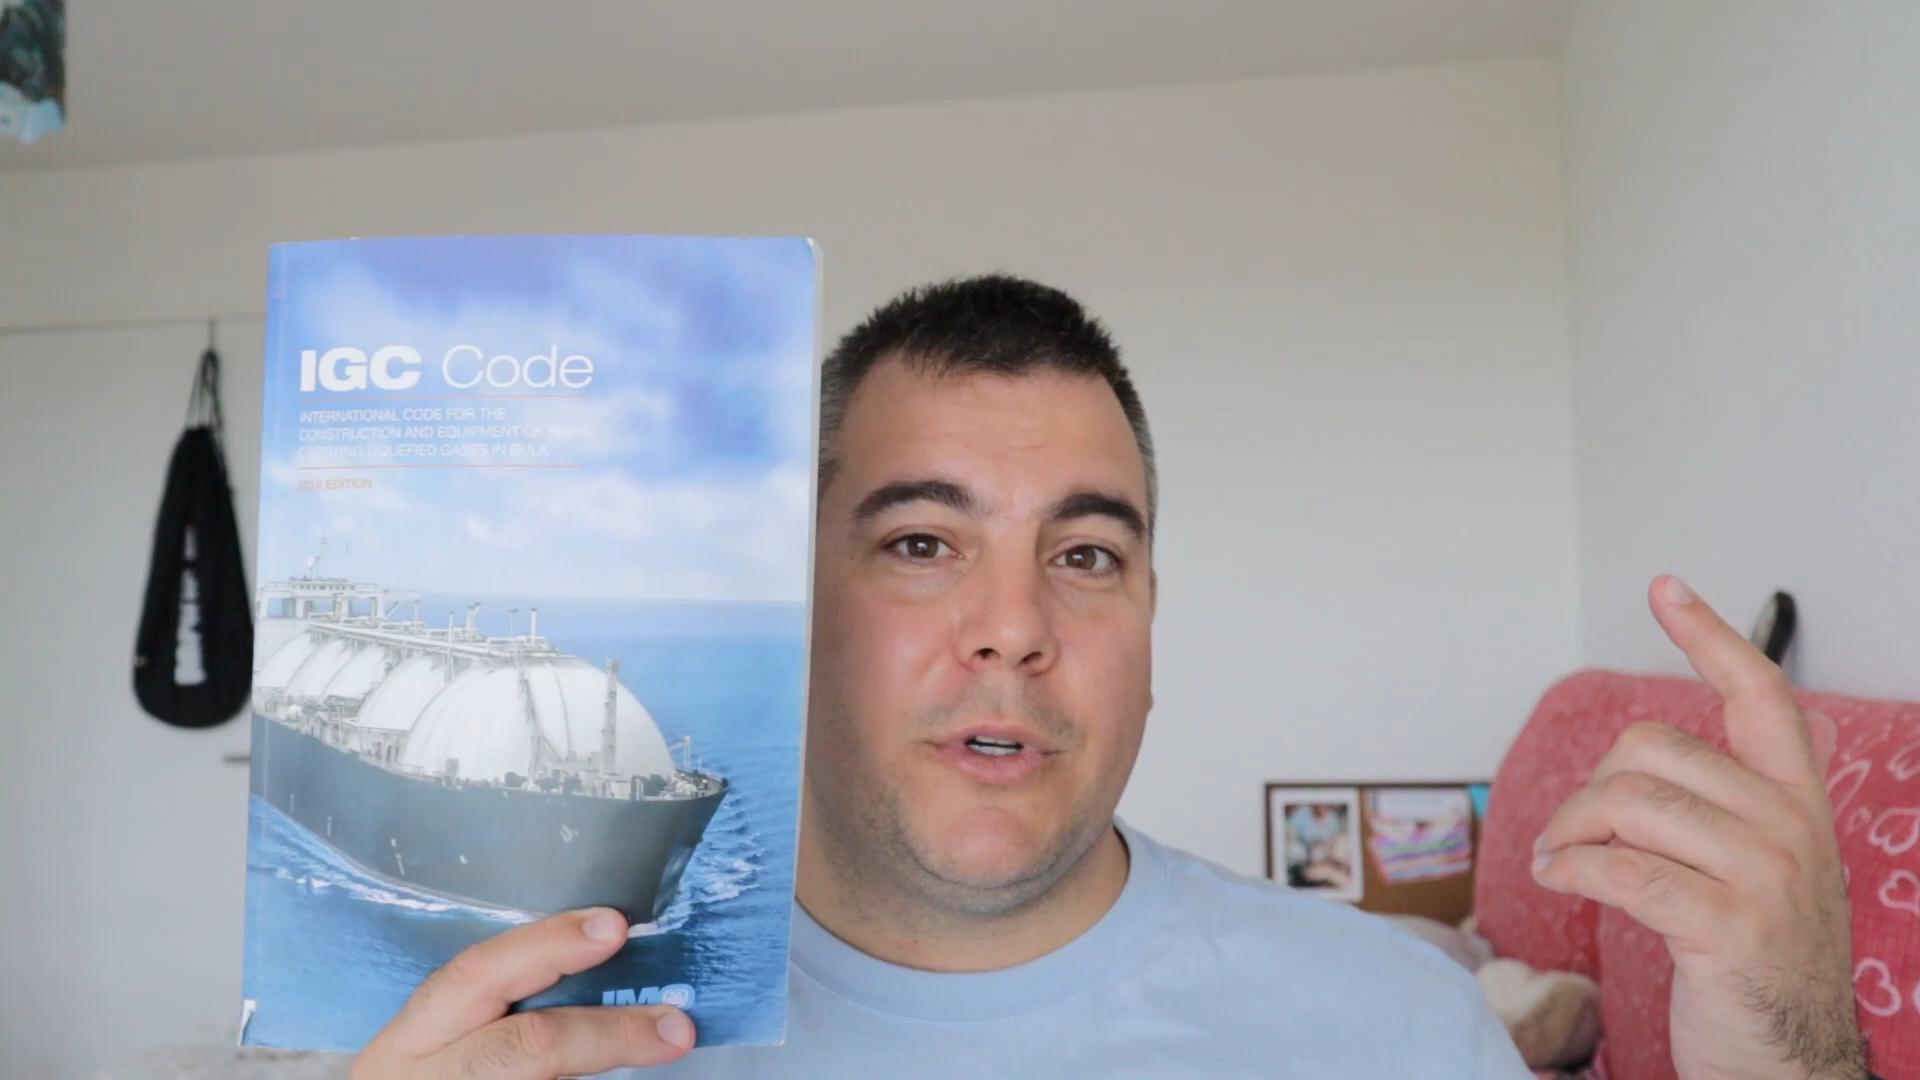 IGC Code
INTERNATIONAL CODE FOR THE
CONSTRUCTION AND EQUIPMENT OF SHIPS
CARRYING LIQUEFIED GASES IN BULK
2016 EDITION
IMO